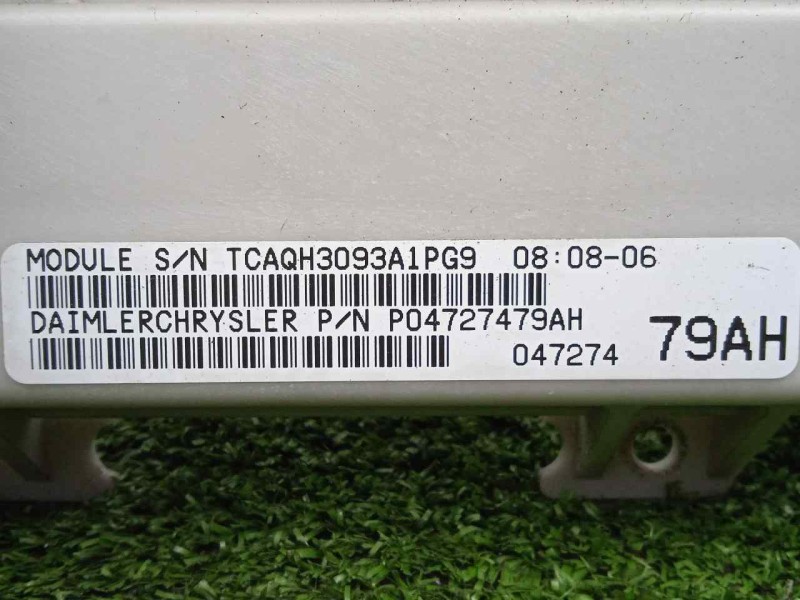 MODULE S/N TCAQH3093A1PG9 08:08-06
DAIMLERCHRYSLER P/N P04727479AH
047274 79AH